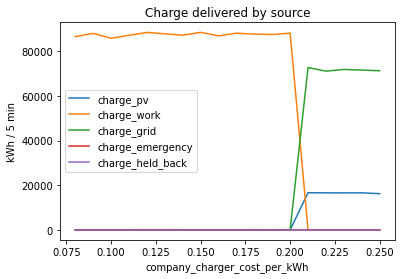 Charge delivered by source
kWh / 5 min
80000
60000
40000
20000
0
charge_pv
charge_work
charge_grid
charge_emergency
charge_held_back
0.075 0.100 0.125 0.150 0.175 0.200 0.225 0.250
company_charger_cost_per_kWh